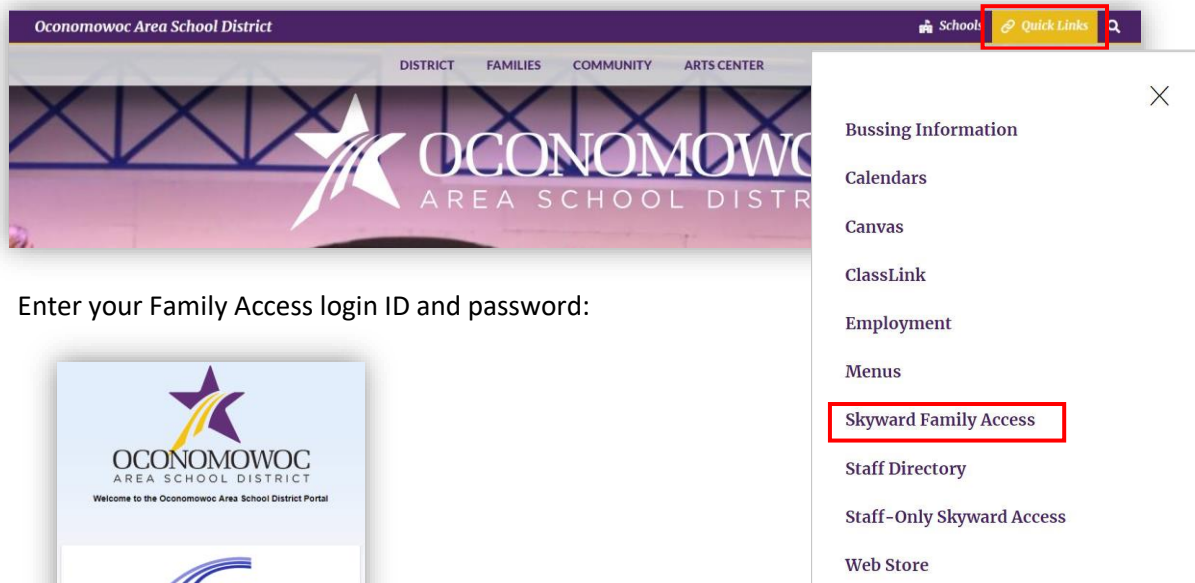 Oconomowoc Area School District
Schools
Quick Links
DISTRICT FAMILIES COMMUNITY ARTS CENTER
OCONOMOWO
AREA SCHOOL DISTR
Bussing Information
Calendars
Canvas
ClassLink
Employment
Menus
Skyward Family Access
Staff Directory
Staff-Only Skyward Access
Web Store
Enter your Family Access login ID and password:
OCONOMOWOC
AREA SCHOOL DISTRICT
Welcome to the Oconomowoc Area School District Portal